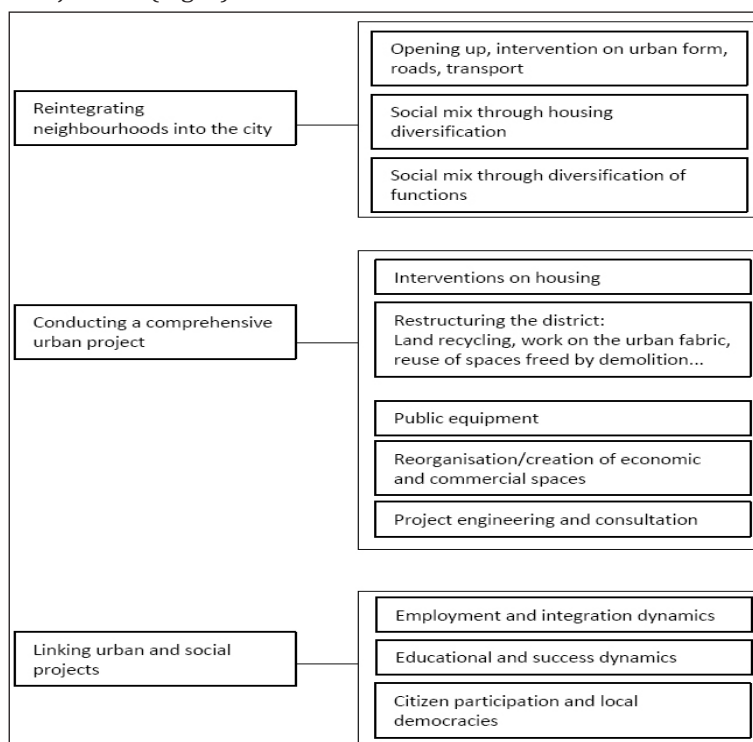 Reintegrating
neighbourhoods into the city
Opening up, intervention on urban form,
roads, transport
Social mix through housing
diversification
Social mix through diversification of
functions
Conducting a comprehensive
urban project
Interventions on housing
Restructuring the district:
Land recycling, work on the urban fabric,
reuse of spaces freed by demolition...
Public equipment
Reorganisation/creation of economic
and commercial spaces
Project engineering and consultation
Linking urban and social
projects
Employment and integration dynamics
Educational and success dynamics
Citizen participation and local
democracies